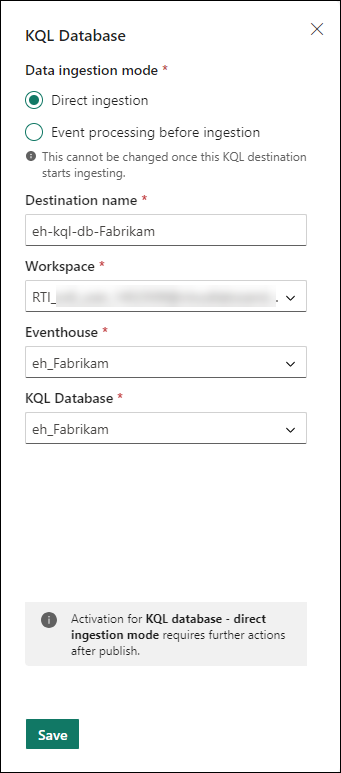 KQL Database
Data ingestion mode *
Direct ingestion
Event processing before ingestion
This cannot be changed once this KQL destination
starts ingesting.
Destination name *
eh-kql-db-Fabrikam
Workspace *
RTI_
Eventhouse *
eh_Fabrikam
KQL Database *
eh_Fabrikam
Activation for KQL database - direct
ingestion mode requires further actions
after publish.
Save